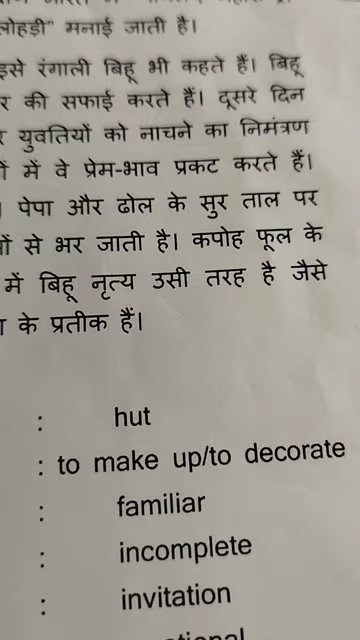 लोहड़ी" मनाई जाती है।
इसे रंगाली बिहू भी कहते हैं। बिहू
की सफाई करते हैं। दूसरे दिन
युवतियों को नाचने का निमंत्रण
में वे प्रेम-भाव प्रकट करते हैं।
। पेपा और ढोल के सुर ताल पर
से भर जाती है। कपोह फूल के
में बिहू नृत्य उसी तरह है जैसे
के प्रतीक हैं।
: hut
: to make up/to decorate
: familiar
: incomplete
: invitation